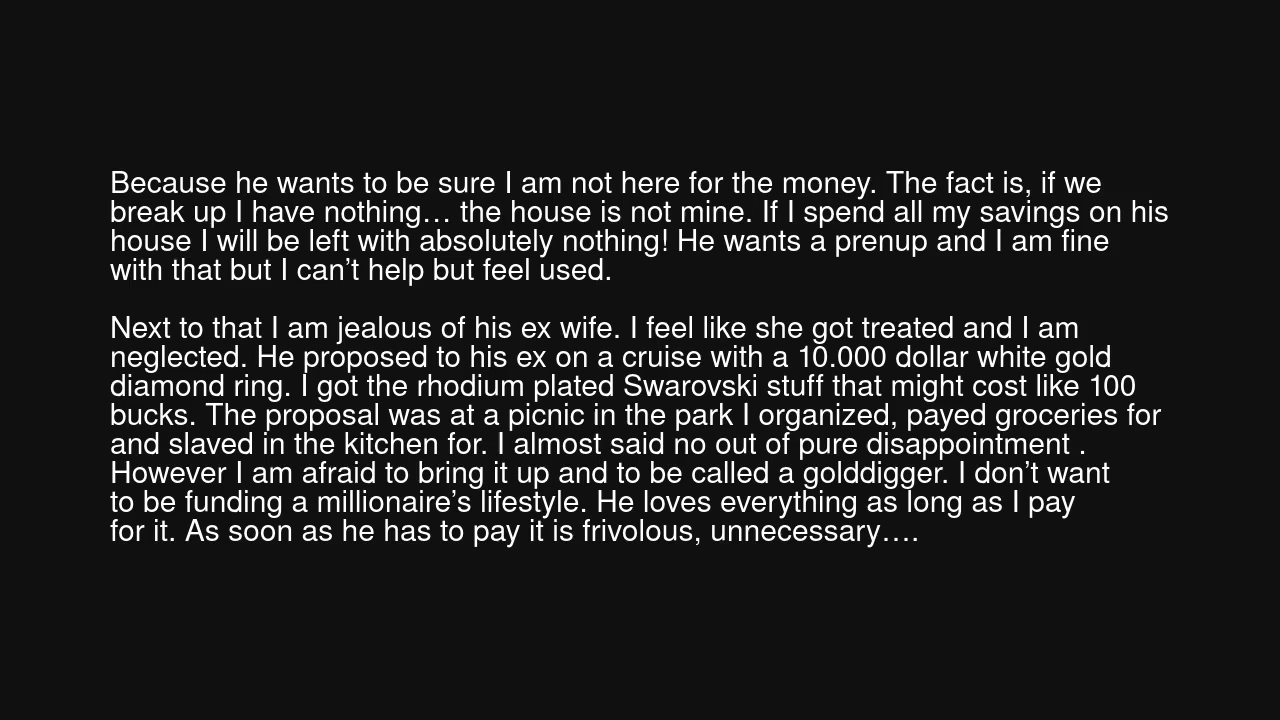 Because he wants to be sure I am not here for the money. The fact is, if we
break up I have nothing… the house is not mine. If I spend all my savings on his
house I will be left with absolutely nothing! He wants a prenup and I am fine
with that but I can’t help but feel used.

Next to that I am jealous of his ex wife. I feel like she got treated and I am
neglected. He proposed to his ex on a cruise with a 10.000 dollar white gold
diamond ring. I got the rhodium plated Swarovski stuff that might cost like 100
bucks. The proposal was at a picnic in the park I organized, payed groceries for
and slaved in the kitchen for. I almost said no out of pure disappointment .
However I am afraid to bring it up and to be called a golddigger. I don’t want
to be funding a millionaire’s lifestyle. He loves everything as long as I pay
for it. As soon as he has to pay it is frivolous, unnecessary….